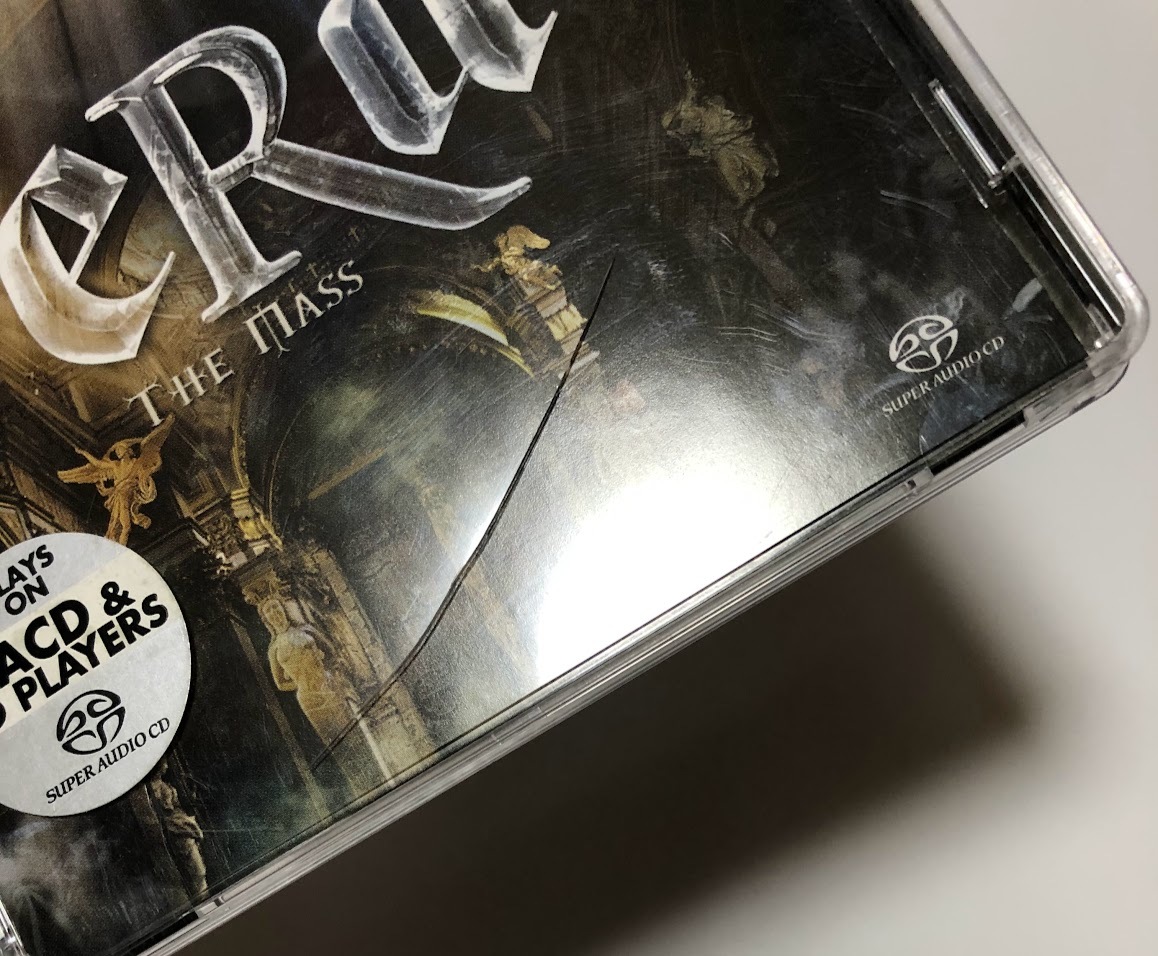 eRa
THE MASS
SUPER AUDIO CD
LAYS
ON
ACD &
PLAYERS
SUPER AUDIO CD